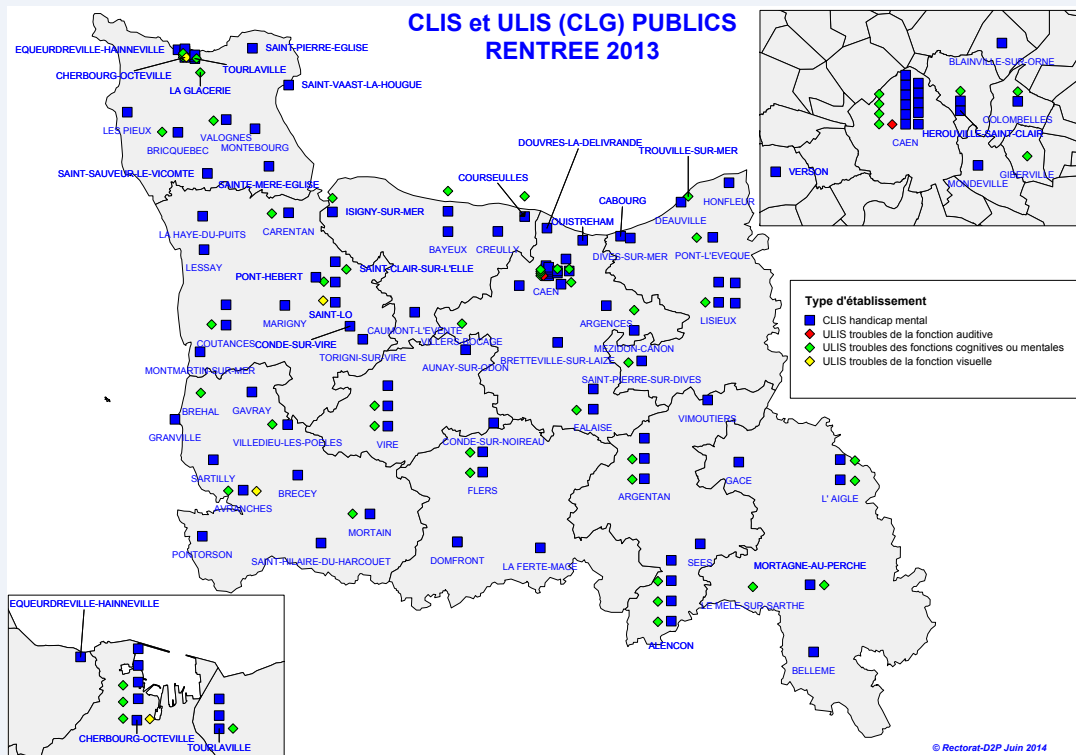 CLIS et ULIS (CLG) PUBLICS
RENTREE 2013
EQUEURDREVILLE-HAINNEVILLE
SAINT-PIERRE-EGLISE
CHERBOURG-OCTEVILLE
TOURLAVILLE
LA GLACERIE
SAINT-VAAST-LA-HOUGUE
LES PIEUX
VALOGNES
BRICQUEBEC
MONTEBOURG
SAINT-SAUVEUR-LE-VICOMTE
SAINTE-MERE-EGLISE
DOUVRES-LA-DELIVRANDE
TROUVILLE-SUR-MER
COURSEULLES
CABOURG
ISIGNY-SUR-MER
OUISTREHAM
DEAUVILLE
HONFLEUR
LA HAYE-DU-PUITS
CARENTAN
BAYEUX
CREUILLY
DIVES-SUR-MER
PONT-L'EVEQUE
LESSAY
PONT-HEBERT
SAINT-CLAIR-SUR-L'ELLE
CAEN
MARIGNY
SAINT-LO
ARGENCES
LISIEUX
COUTANCES
CONDE-SUR-VIRE
CAUMONT-L'EVENTE
VILLERS-BOCAGE
MEZIDON-CANON
TORIGNI-SUR-VIRE
AUNAY-SUR-ODON
BRETTEVILLE-SUR-LAIZE
MONTMARTIN-SUR-MER
SAINT-PIERRE-SUR-DIVES
BREHAL
GAVRAY
VIMOUTIERS
GRANVILLE
VILLEDIEU-LES-POELES
VIRE
CONDE-SUR-NOIREAU
FALAISE
SARTILLY
BRECEY
FLERS
ARGENTAN
GACE
L' AIGLE
AVRANCHES
MORTAIN
PONTORSON
SAINT-HILAIRE-DU-HARCOUET
DOMFRONT
LA FERTE-MACE
SEES
MORTAGNE-AU-PERCHE
LE MELE-SUR-SARTHE
ALENCON
BELLEME
BLAINVILLE-SUR-ORNE
COLOMBELLES
HEROUVILLE-SAINT-CLAIR
CAEN
VERSON
MONDEVILLE
GIBERVILLE
Type d'établissement
CLIS handicap mental
ULIS troubles de la fonction auditive
ULIS troubles des fonctions cognitives ou mentales
ULIS troubles de la fonction visuelle
EQUEURDREVILLE-HAINNEVILLE
CHERBOURG-OCTEVILLE
TOURLAVILLE
© Rectorat-D2P Juin 2014